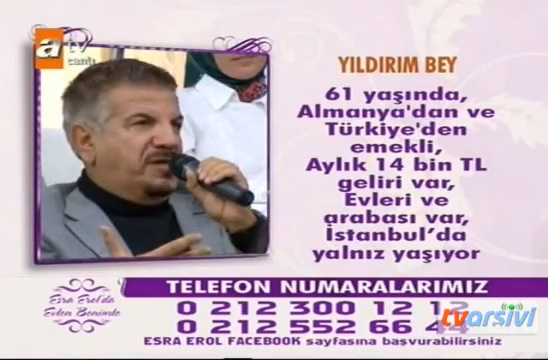 atv
canlı
YILDIRIM BEY
61 yaşında,
Almanya'dan ve
Türkiye'den
emekli,
Aylık 14 bin TL
geliri var,
Evleri ve
arabası var,
İstanbul'da
yalnız yaşıyor
Esra Erol'da
Evlen Benimle
TELEFON NUMARALARIMIZ
0 212 300 12 12
0 212 552 66 44
tvarsivi
ESRA EROL FACEBOOK sayfasına başvurabilirsiniz